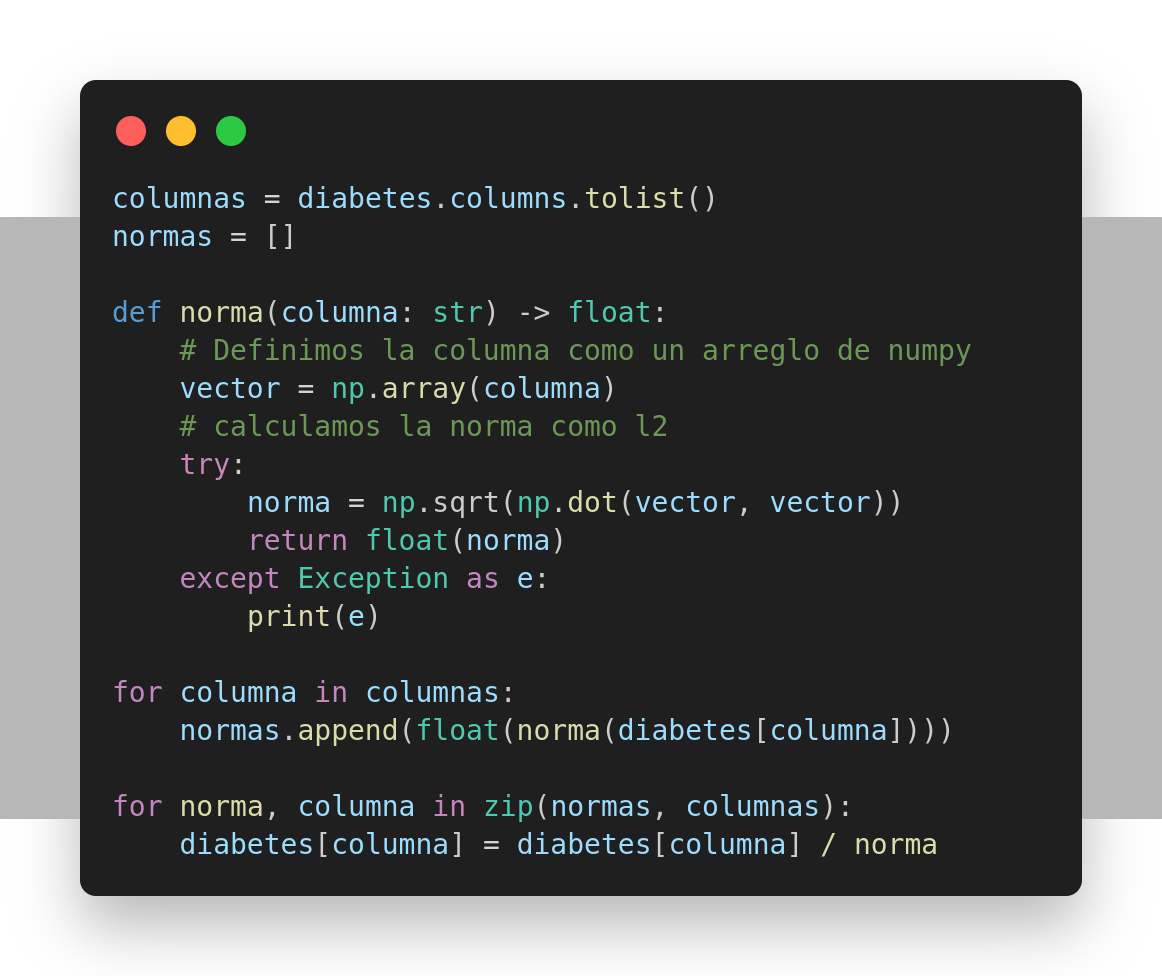 columnas = diabetes.columns.tolist()
normas = []

def norma(columna: str) -> float:
    # Definimos la columna como un arreglo de numpy
    vector = np.array(columna)
    # calculamos la norma como l2
    try:
        norma = np.sqrt(np.dot(vector, vector))
        return float(norma)
    except Exception as e:
        print(e)

for columna in columnas:
    normas.append(float(norma(diabetes[columna])))

for norma, columna in zip(normas, columnas):
    diabetes[columna] = diabetes[columna] / norma